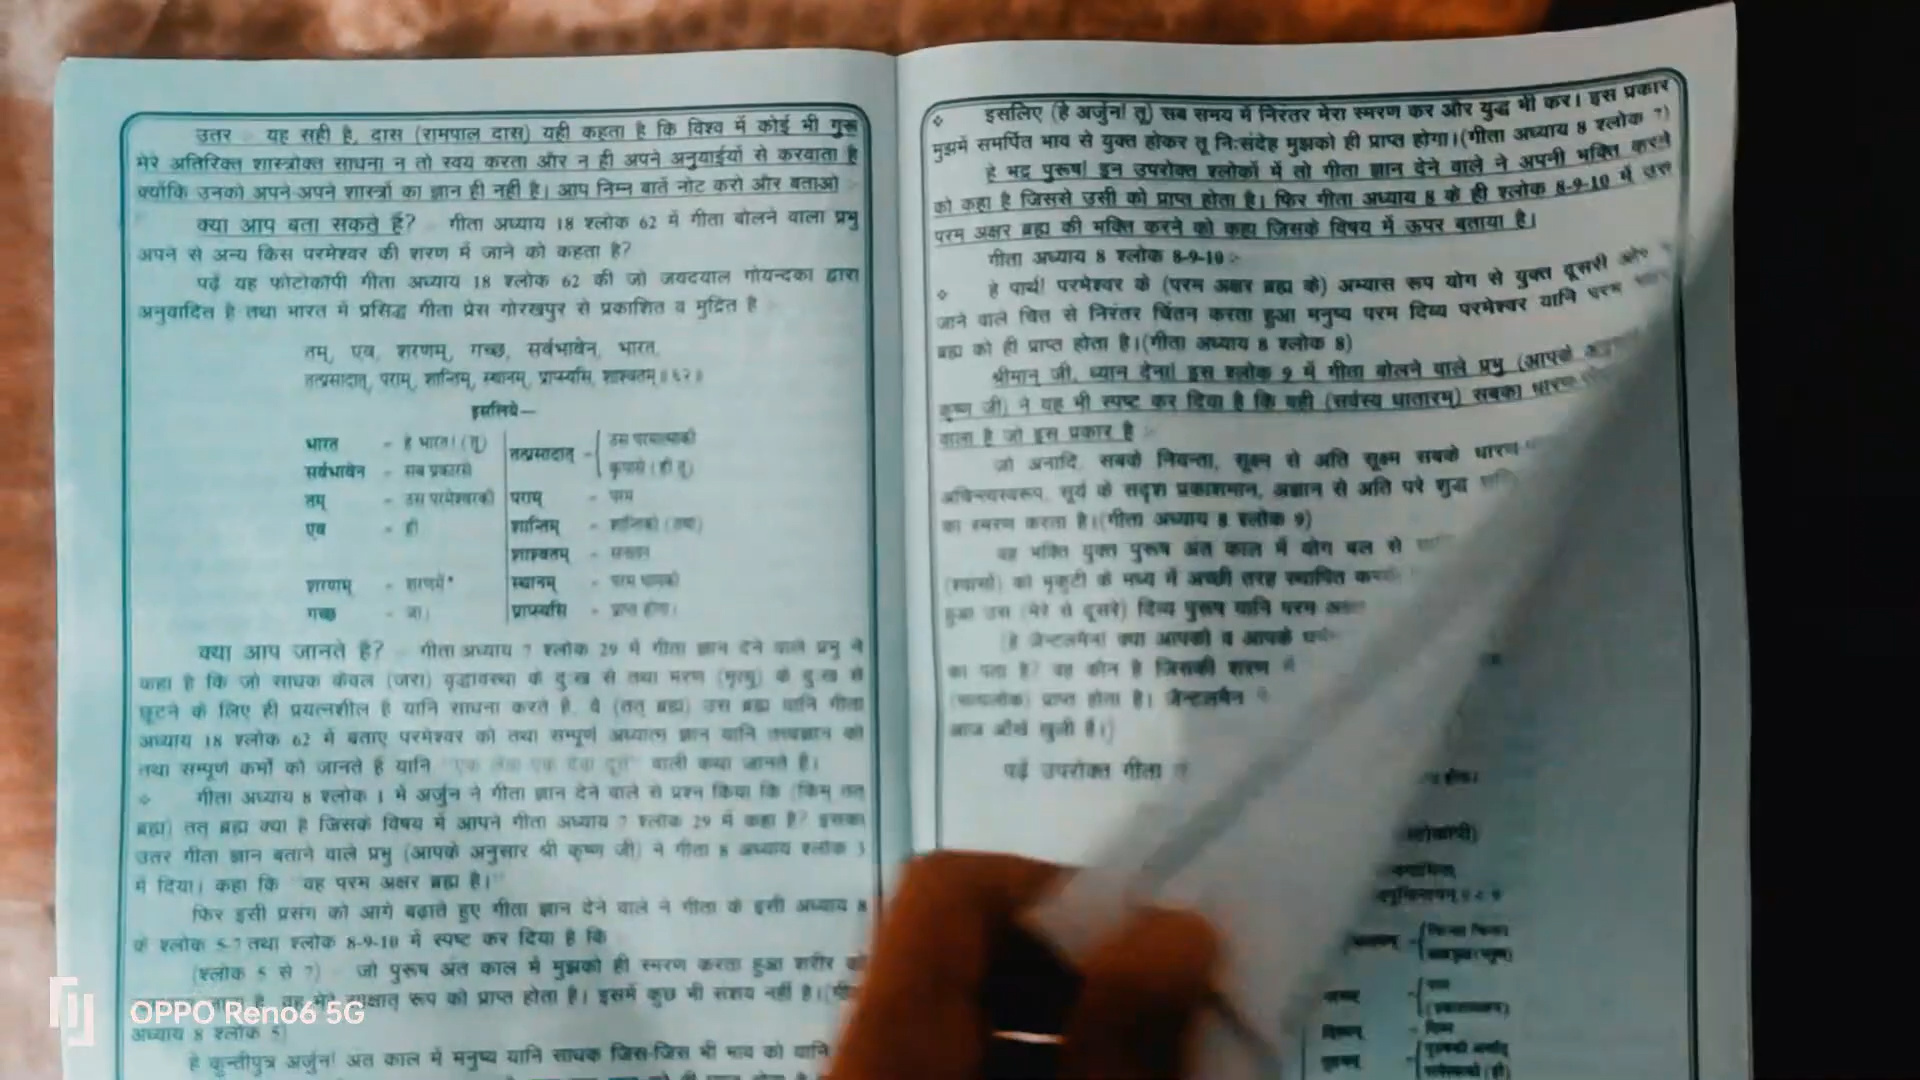 उतर :- यह सही है, दास (रामपाल दास) यही कहता है कि विश्व में कोई भी गुरू
मेरे अतिरिक्त शास्त्रोक्त साधना न तो स्वयं करता और न ही अपने अनुयाईयों से करवाता है
क्योंकि उनको अपने-अपने शास्त्रों का ज्ञान ही नहीं है। आप निम्न बातें नोट करो और बताओ :-
क्या आप बता सकते हैं? :- गीता अध्याय 18 श्लोक 62 में गीता बोलने वाला प्रभु
अपने से अन्य किस परमेश्वर की शरण में जाने को कहता है?
पढ़ें यह फोटोकॉपी गीता अध्याय 18 श्लोक 62 की जो जयदयाल गोयन्दका द्वारा
अनुवादित है तथा भारत में प्रसिद्ध गीता प्रेस गोरखपुर से प्रकाशित व मुद्रित है :-
तम्, एव, शरणम्, गच्छ, सर्वभावेन, भारत,
तत्प्रसादात्, पराम्, शान्तिम्, स्थानम्, प्राप्स्यसि, शाश्वतम्॥६२॥
इसलिये—
भारत = हे भारत! (तू)
सर्वभावेन = सब प्रकारसे
तम् = उस परमेश्वरकी
एव = ही
शरणम् = शरणमें*
गच्छ = जा।
तत्प्रसादात् = उस परमात्माकी
कृपासे (ही तू)
पराम् = परम
शान्तिम् = शान्तिको (तथा)
शाश्वतम् = सनातन
स्थानम् = परम धामको
प्राप्स्यसि = प्राप्त होगा।
क्या आप जानते हैं? :- गीता अध्याय 7 श्लोक 29 में गीता ज्ञान देने वाले प्रभु ने
कहा है कि जो साधक केवल (जरा) वृद्धावस्था के दुःख से तथा मरण (मृत्यु) के दुःख से
छूटने के लिए ही प्रयत्नशील हैं यानि साधना करते हैं, वे (तत् ब्रह्म) उस ब्रह्म यानि गीता
अध्याय 18 श्लोक 62 में बताए परमेश्वर को तथा सम्पूर्ण अध्यात्म ज्ञान यानि तत्वज्ञान को
तथा सम्पूर्ण कर्मों को जानते हैं यानि "एक लेवा एक देवा दूतं" वाली कथा जानते हैं।
❖ गीता अध्याय 8 श्लोक 1 में अर्जुन ने गीता ज्ञान देने वाले से प्रश्न किया कि (किम् तत्
ब्रह्म) तत् ब्रह्म क्या है जिसके विषय में आपने गीता अध्याय 7 श्लोक 29 में कहा है? इसका
उतर गीता ज्ञान बताने वाले प्रभु (आपके अनुसार श्री कृष्ण जी) ने गीता 8 अध्याय श्लोक 3
में दिया। कहा कि "वह परम अक्षर ब्रह्म है।"
फिर इसी प्रसंग को आगे बढ़ाते हुए गीता ज्ञान देने वाले ने गीता के इसी अध्याय 8
के श्लोक 5-7 तथा श्लोक 8-9-10 में स्पष्ट कर दिया है कि
(श्लोक 5 से 7) :- जो पुरूष अंत काल में मुझको ही स्मरण करता हुआ शरीर को
जाता है, वह मेरे साक्षात् रूप को प्राप्त होता है। इसमें कुछ भी संशय नहीं है।
अध्याय 8 श्लोक 5)
हे कुन्तीपुत्र अर्जुन! अंत काल में मनुष्य यानि साधक जिस-जिस भी भाव को यानि
❖ इसलिए (हे अर्जुन! तू) सब समय में निरंतर मेरा स्मरण कर और युद्ध भी कर। इस प्रकार
मुझमें समर्पित भाव से युक्त होकर तू निःसंदेह मुझको ही प्राप्त होगा।(गीता अध्याय 8 श्लोक 7)
हे भद्र पुरूष! इन उपरोक्त श्लोकों में तो गीता ज्ञान देने वाले ने अपनी भक्ति करने
को कहा है जिससे उसी को प्राप्त होता है। फिर गीता अध्याय 8 के ही श्लोक 8-9-10 में उस
परम अक्षर ब्रह्म की भक्ति करने को कहा जिसके विषय में ऊपर बताया है।
गीता अध्याय 8 श्लोक 8-9-10 :-
❖ हे पार्थ! परमेश्वर के (परम अक्षर ब्रह्म के) अभ्यास रूप योग से युक्त दूसरी ओर
जाने वाले चित से निरंतर चिंतन करता हुआ मनुष्य परम दिव्य परमेश्वर यानि परम
ब्रह्म को ही प्राप्त होता है।(गीता अध्याय 8 श्लोक 8)
श्रीमान् जी, ध्यान देना! इस श्लोक 9 में गीता बोलने वाले प्रभु (आपके
कृष्ण जी) ने यह भी स्पष्ट कर दिया है कि वही (सर्वस्य धातारम्) सबका धारण
वाला है जो इस प्रकार है :-
जो अनादि, सबके नियन्ता, सूक्ष्म से अति सूक्ष्म सबके धारण
अचिन्त्यस्वरूप, सूर्य के सदृश प्रकाशमान, अज्ञान से अति परे शुद्ध
का स्मरण करता है।(गीता अध्याय 8 श्लोक 9)
वह भक्ति युक्त पुरूष अंत काल में योग बल से
(श्वासों) को भृकुटी के मध्य में अच्छी तरह स्थापित
हुआ उस (मेरे से दूसरे) दिव्य पुरूष यानि परम
(हे जेन्टलमैन! क्या आपको व आपके
का पता है? वह कौन है जिसकी शरण में
प्राप्त होता है। जेन्टलमैन
आज आँखें खुली हैं।)
पढ़ें उपरोक्त गीता
OPPO Reno6 5G